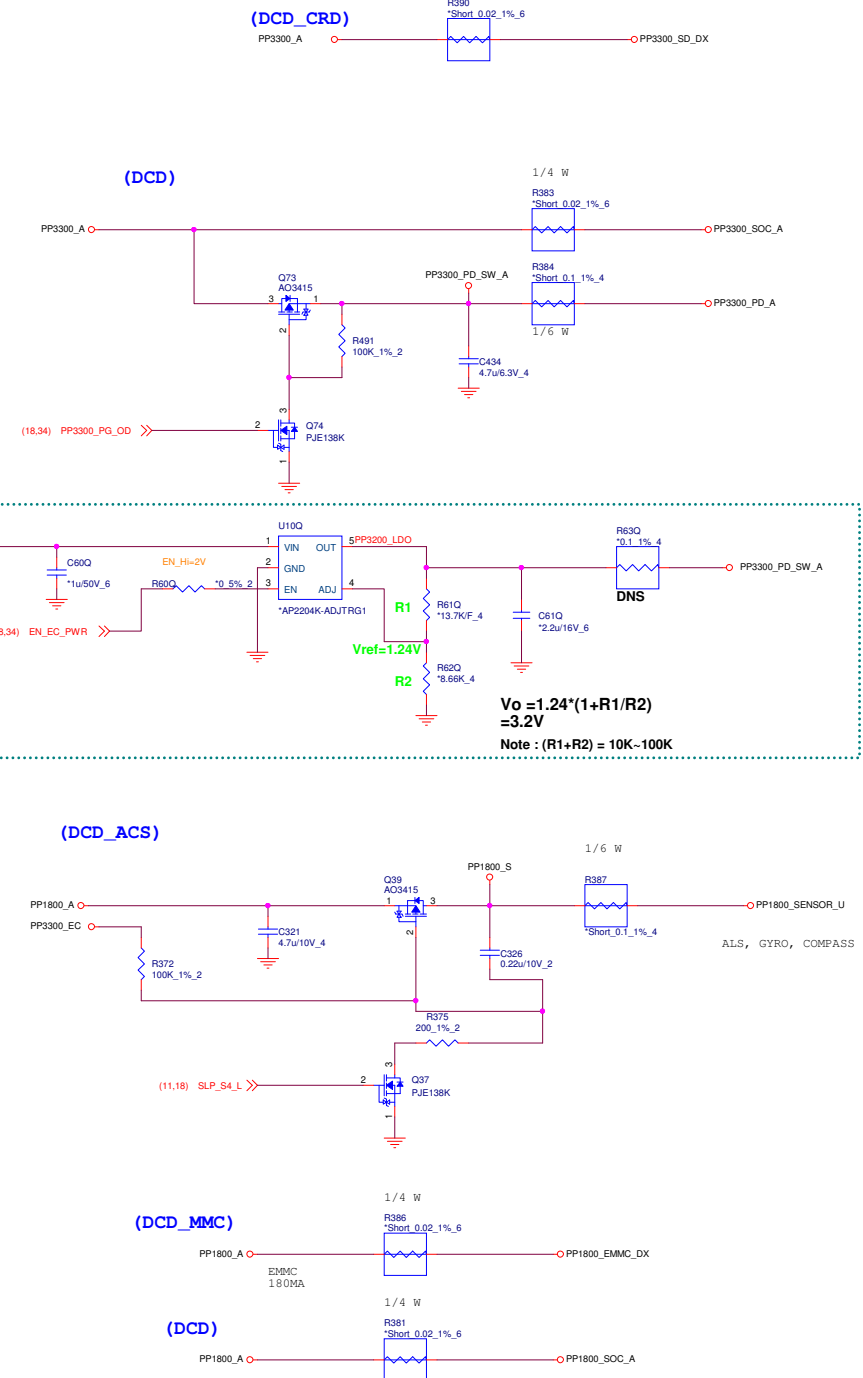 R390
(DCD_CRD)
*Short_0.02_1%_6
PP3300_A
PP3300_SD_DX
(DCD)
1/4 W
R383
*Short_0.02_1%_6
PP3300_A
PP3300_SOC_A
Q73
AO3415
PP3300_PD_SW_A
R384
*Short_0.1_1%_4
3
1
PP3300_PD_A
2
R491
100K_1%_2
1/6 W
C434
4.7u/6.3V_4
3
(18,34) PP3300_PG_OD
2
Q74
PJE138K
1
U10Q
R63Q
*0.1_1%_4
1
VIN
OUT
5
PP3200_LDO
C60Q
*1u/50V_6
EN_Hi=2V
2
GND
PP3300_PD_SW_A
R60Q
*0_5%_2
3
EN
ADJ
4
DNS
*AP2204K-ADJTRG1
R1
R61Q
*13.7K/F_4
C61Q
*2.2u/16V_6
8,34) EN_EC_PWR
Vref=1.24V
R2
R62Q
*8.66K_4
Vo =1.24*(1+R1/R2)
=3.2V
Note : (R1+R2) = 10K~100K
(DCD_ACS)
1/6 W
PP1800_S
Q39
AO3415
R387
PP1800_A
1
3
PP1800_SENSOR_U
PP3300_EC
C321
4.7u/10V_4
2
*Short_0.1_1%_4
ALS, GYRO, COMPASS
R372
100K_1%_2
C326
0.22u/10V_2
R375
200_1%_2
3
(11,18) SLP_S4_L
2
Q37
PJE138K
1
1/4 W
(DCD_MMC)
R386
*Short_0.02_1%_6
PP1800_A
PP1800_EMMC_DX
EMMC
180MA
1/4 W
(DCD)
R381
*Short_0.02_1%_6
PP1800_A
PP1800_SOC_A